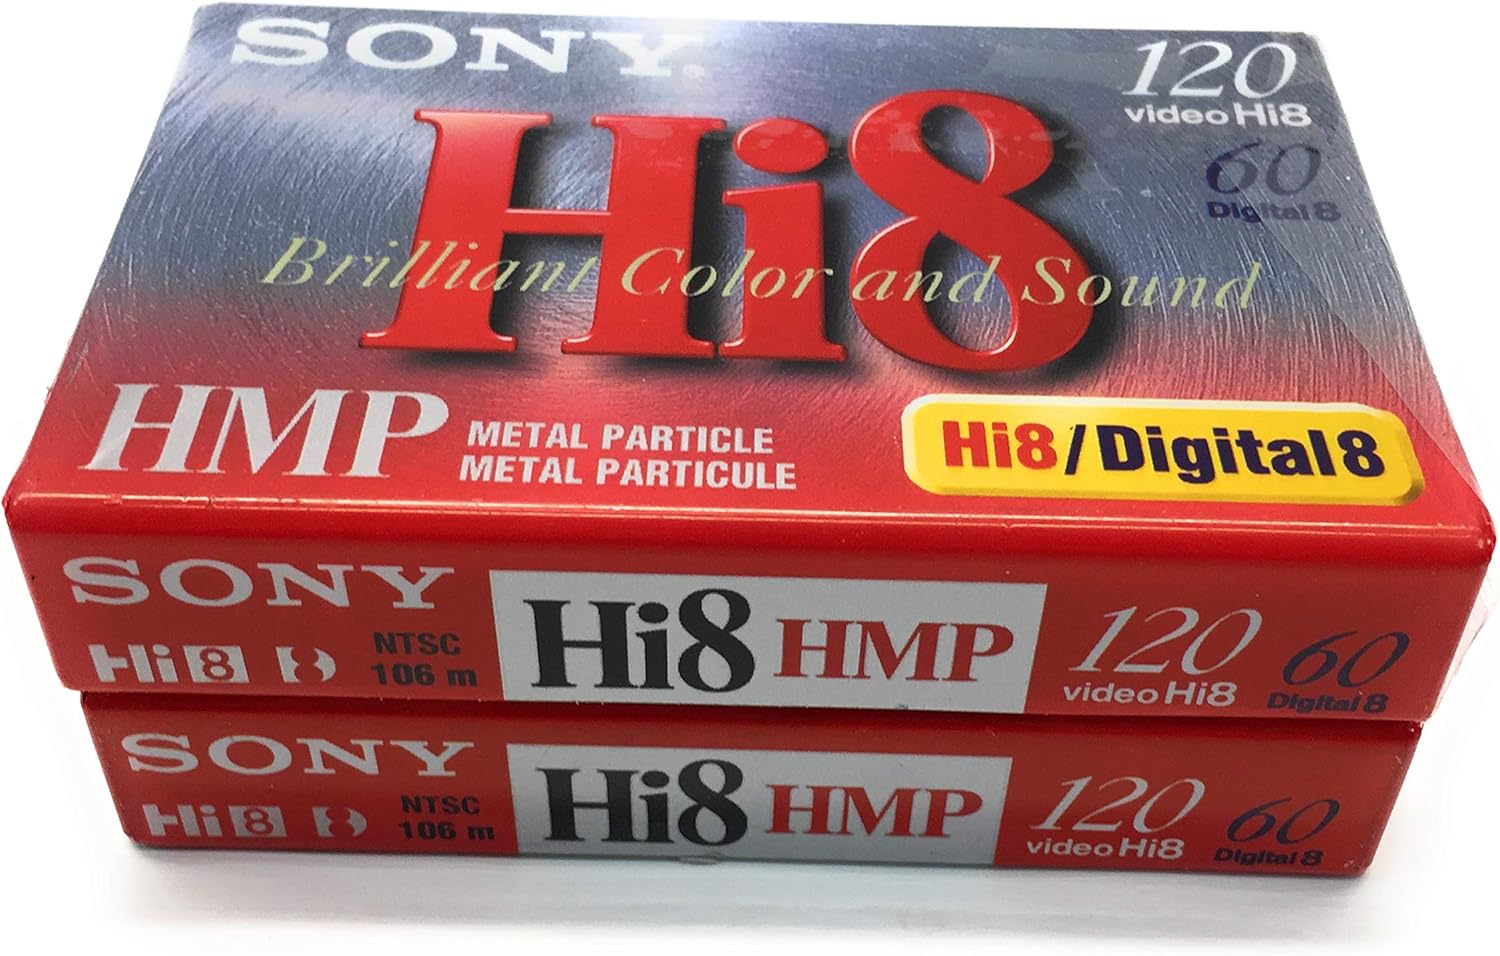 SONY®
120
video Hi8
60
Digital 8
Hi8
Brilliant Color and Sound
HMP
METAL PARTICLE
METAL PARTICULE
Hi8/Digital8
SONY
Hi8 8
NTSC
106 m
Hi8 HMP
120
video Hi8
60
Digital 8
SONY
Hi8 8
NTSC
106 m
Hi8 HMP
120
video Hi8
60
Digital 8